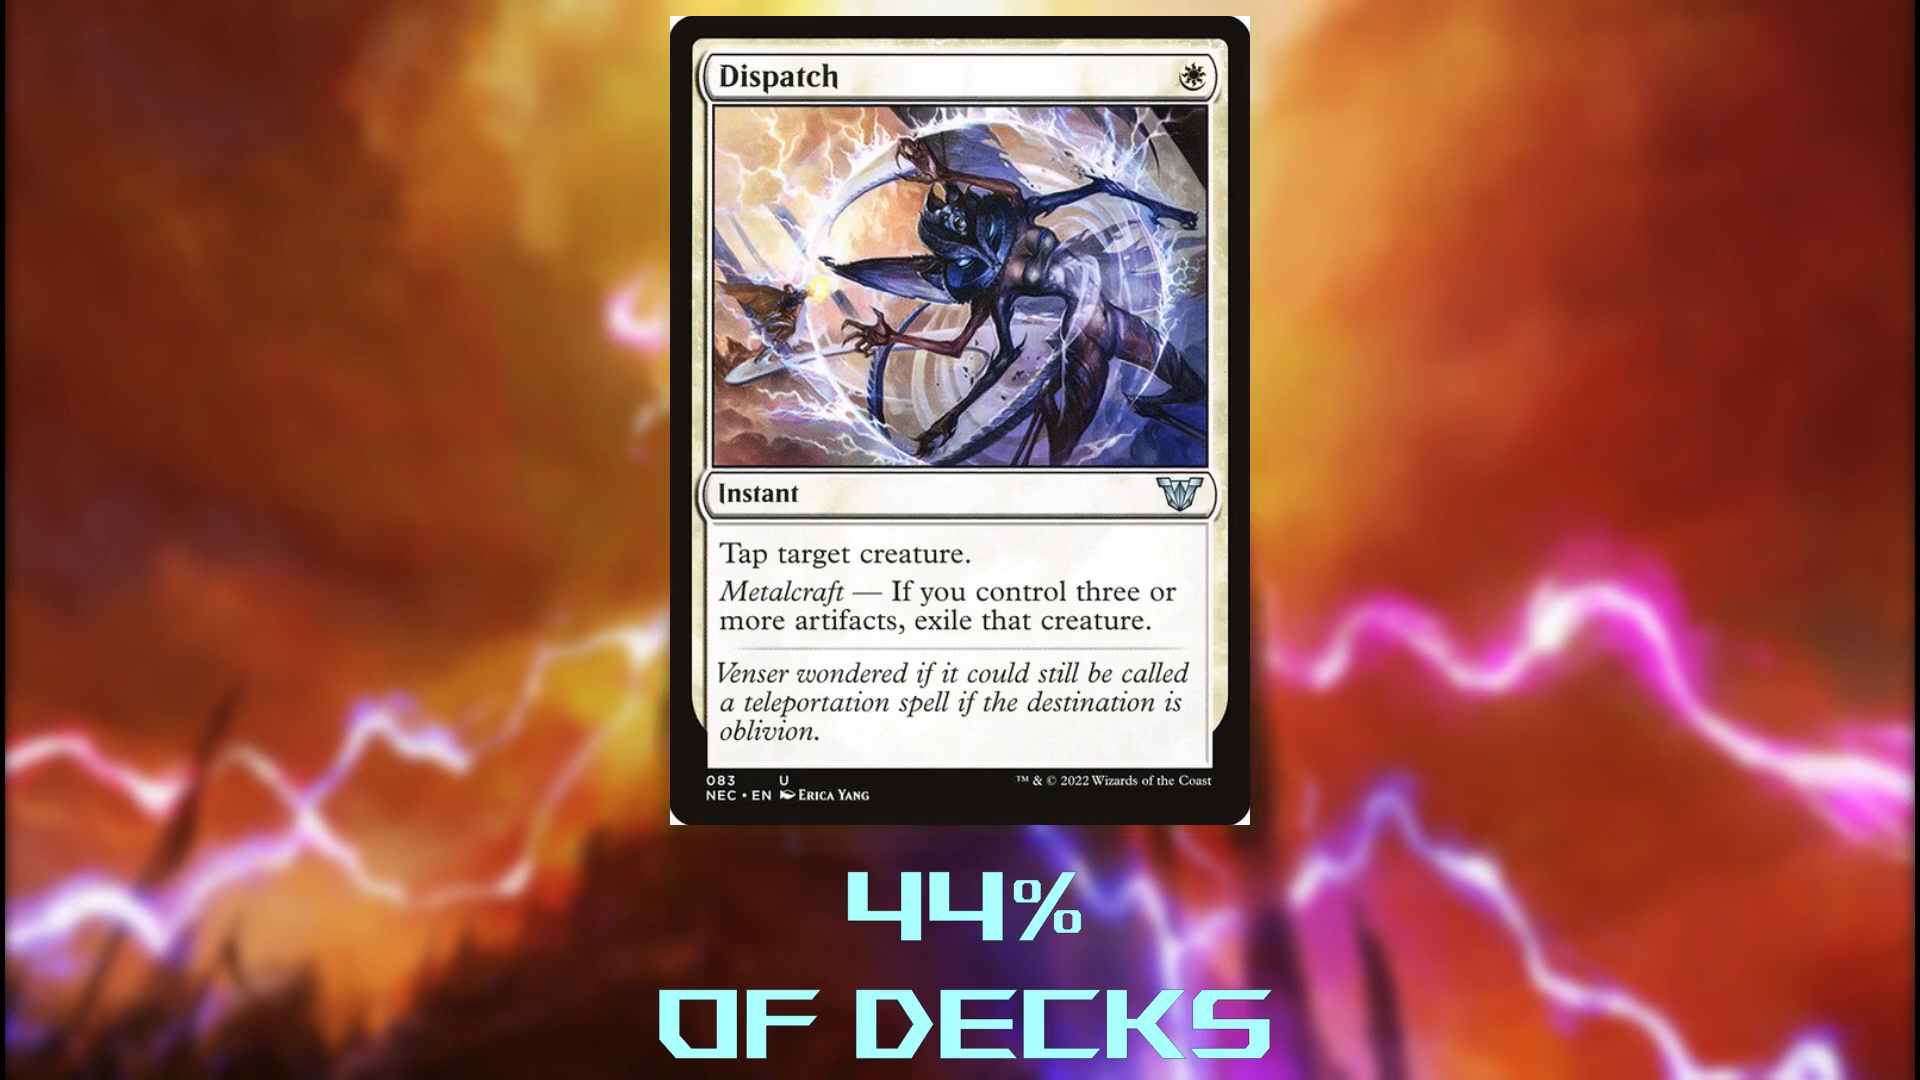 Dispatch
Instant
Tap target creature.
Metalcraft — If you control three or
more artifacts, exile that creature.
Venser wondered if it could still be called
a teleportation spell if the destination is
oblivion.
083 U
NEC • EN ERICA YANG
™ & © 2022 Wizards of the Coast
44%
OF DECKS